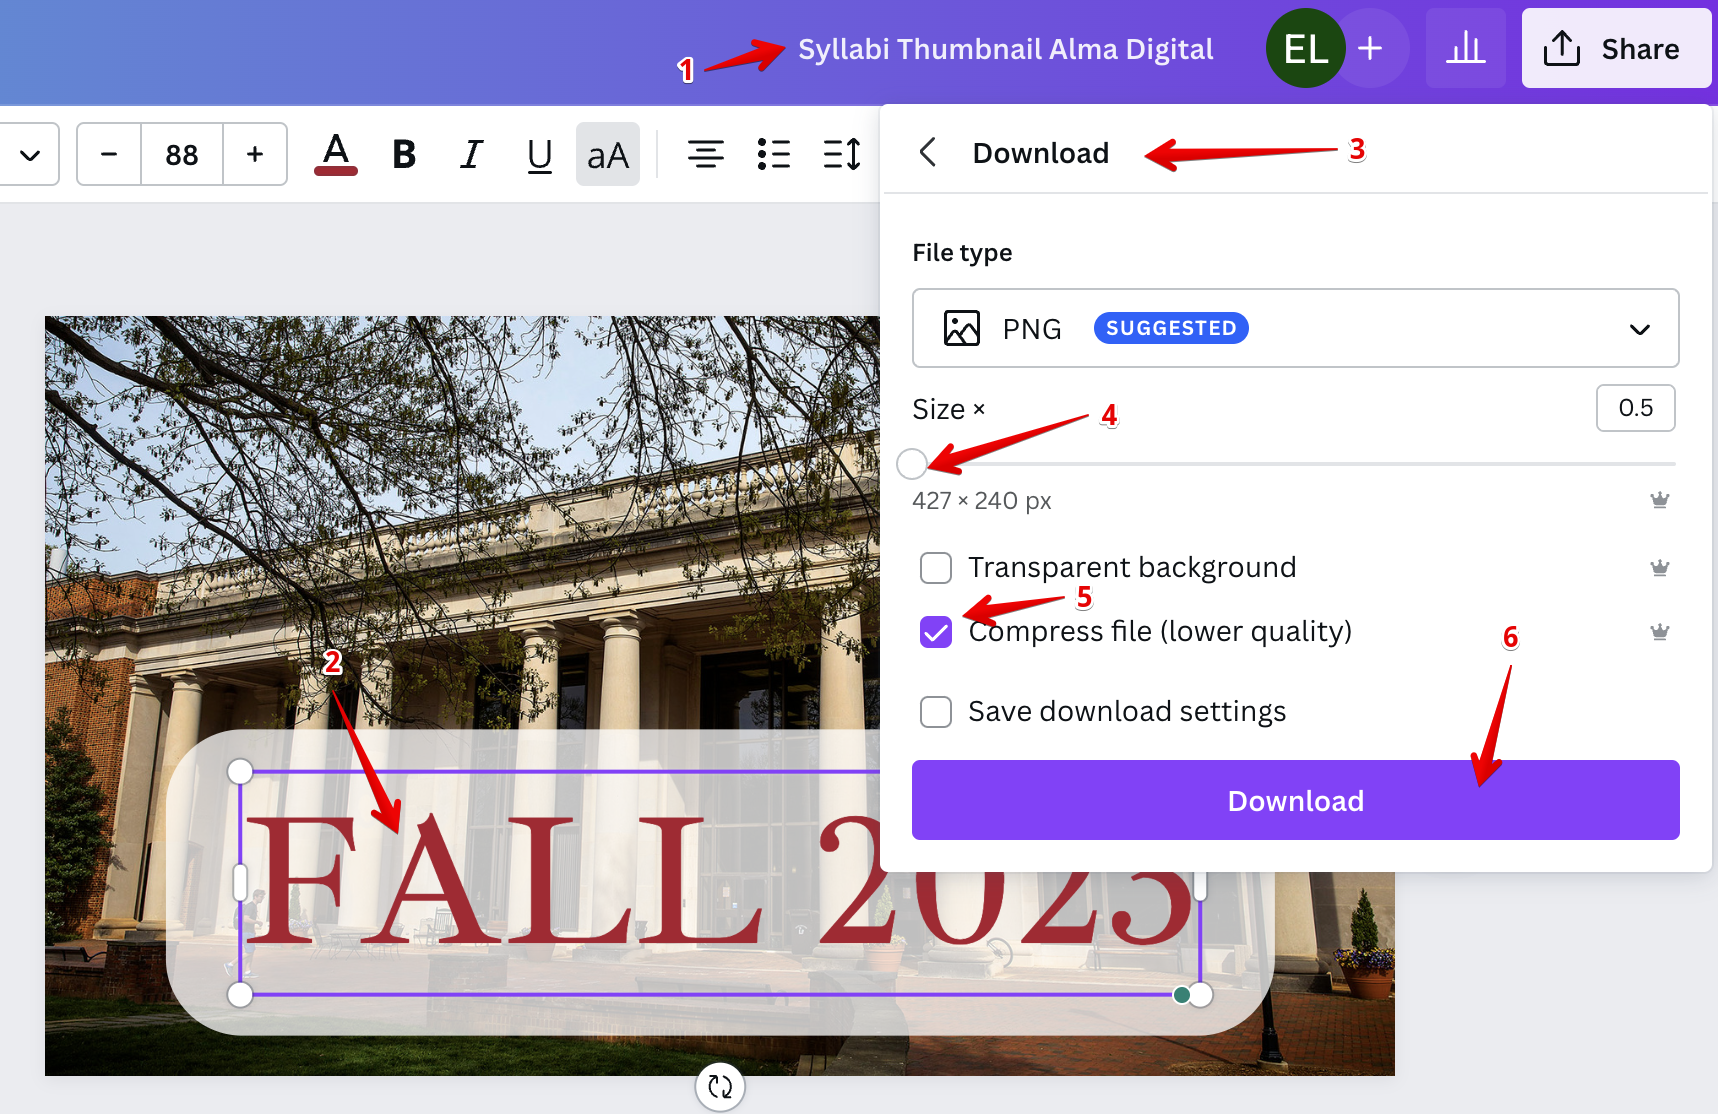 1
Syllabi Thumbnail Alma Digital
EL
+
Share
−
88
+
A
B
I
U
aA
Download
3
File type
PNG
SUGGESTED
Size ×
0.5
4
427 × 240 px
Transparent background
5
Compress file (lower quality)
6
Save download settings
Download
2
FALL 2023